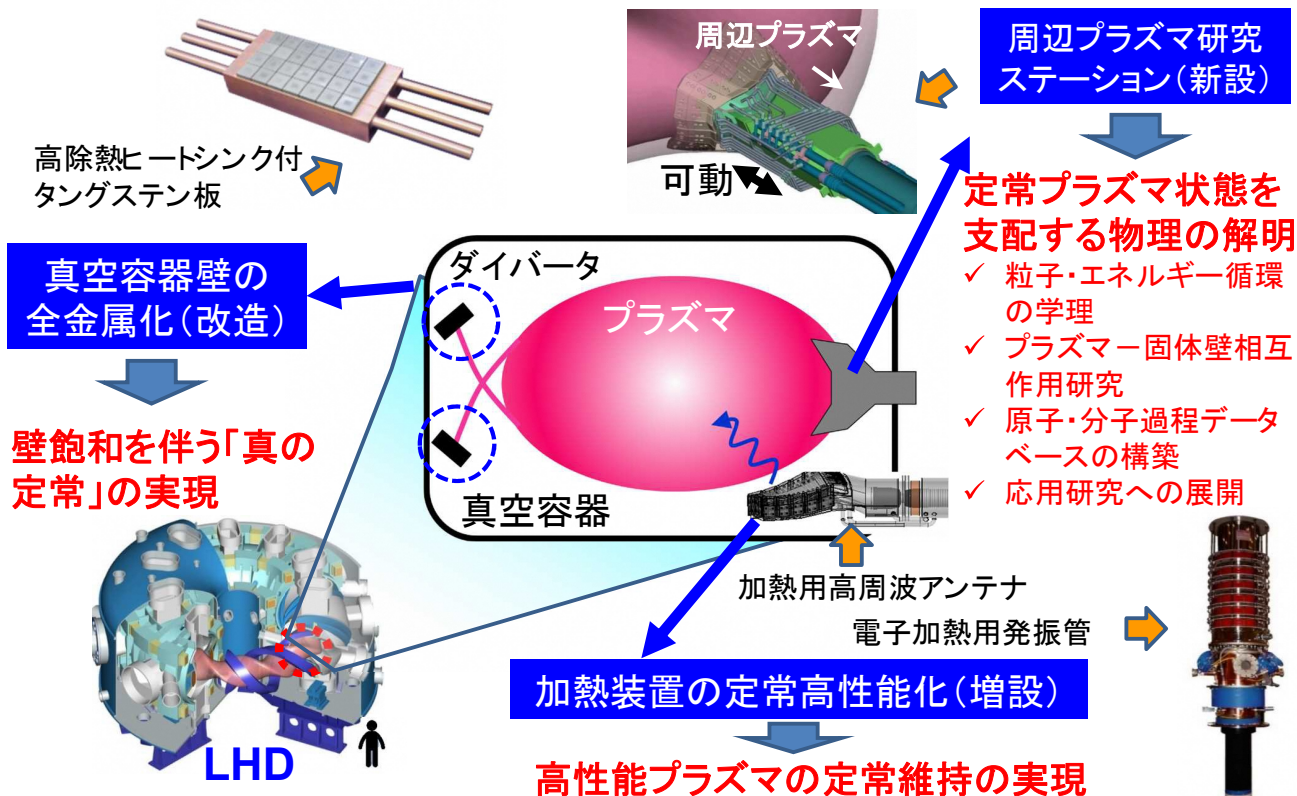 高除熱ヒートシンク付
タングステン板
周辺プラズマ
可動
周辺プラズマ研究
ステーション(新設)
定常プラズマ状態を
支配する物理の解明
✓ 粒子・エネルギー循環
の学理
✓ プラズマ－固体壁相互
作用研究
✓ 原子・分子過程データ
ベースの構築
✓ 応用研究への展開
真空容器壁の
全金属化(改造)
壁飽和を伴う「真の
定常」の実現
ダイバータ
プラズマ
真空容器
加熱用高周波アンテナ
電子加熱用発振管
加熱装置の定常高性能化(増設)
高性能プラズマの定常維持の実現
LHD